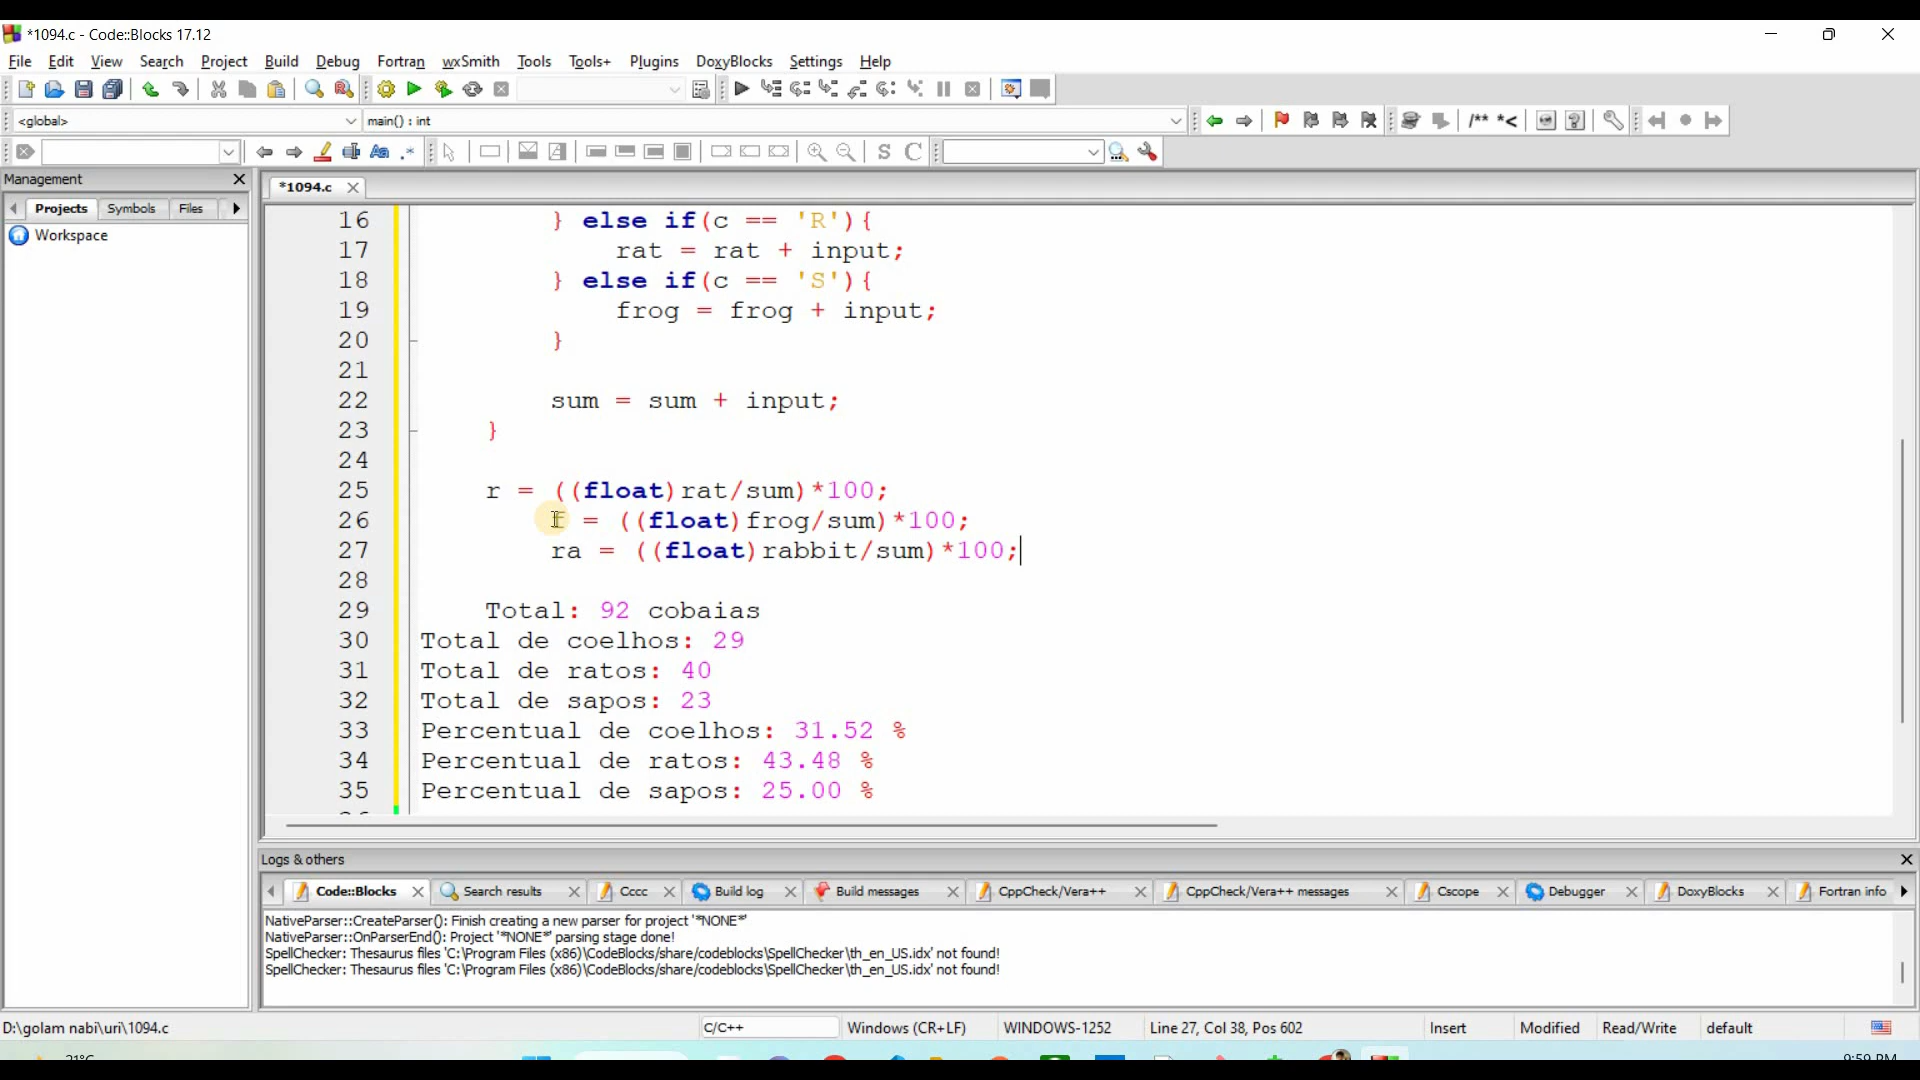 *1094.c - Code::Blocks 17.12
File Edit View Search Project Build Debug Fortran wxSmith Tools Tools+ Plugins DoxyBlocks Settings Help
<global> main() : int
Management
*1094.c
Projects Symbols Files
Workspace
16 } else if(c == 'R'){
17 rat = rat + input;
18 } else if(c == 'S'){
19 frog = frog + input;
20 }
21
22 sum = sum + input;
23 }
24
25 r = ((float)rat/sum)*100;
26 f = ((float)frog/sum)*100;
27 ra = ((float)rabbit/sum)*100;
28
29 Total: 92 cobaias
30 Total de coelhos: 29
31 Total de ratos: 40
32 Total de sapos: 23
33 Percentual de coelhos: 31.52 %
34 Percentual de ratos: 43.48 %
35 Percentual de sapos: 25.00 %
Logs & others
Code::Blocks Search results Cccc Build log Build messages CppCheck/Vera++ CppCheck/Vera++ messages Cscope Debugger DoxyBlocks Fortran info
NativeParser::CreateParser(): Finish creating a new parser for project '*NONE*'
NativeParser::OnParserEnd(): Project '*NONE*' parsing stage done!
SpellChecker: Thesaurus files 'C:\Program Files (x86)\CodeBlocks/share/codeblocks\SpellChecker\th_en_US.idx' not found!
SpellChecker: Thesaurus files 'C:\Program Files (x86)\CodeBlocks/share/codeblocks\SpellChecker\th_en_US.idx' not found!
D:\golam nabi\uri\1094.c C/C++ Windows (CR+LF) WINDOWS-1252 Line 27, Col 38, Pos 602 Insert Modified Read/Write default